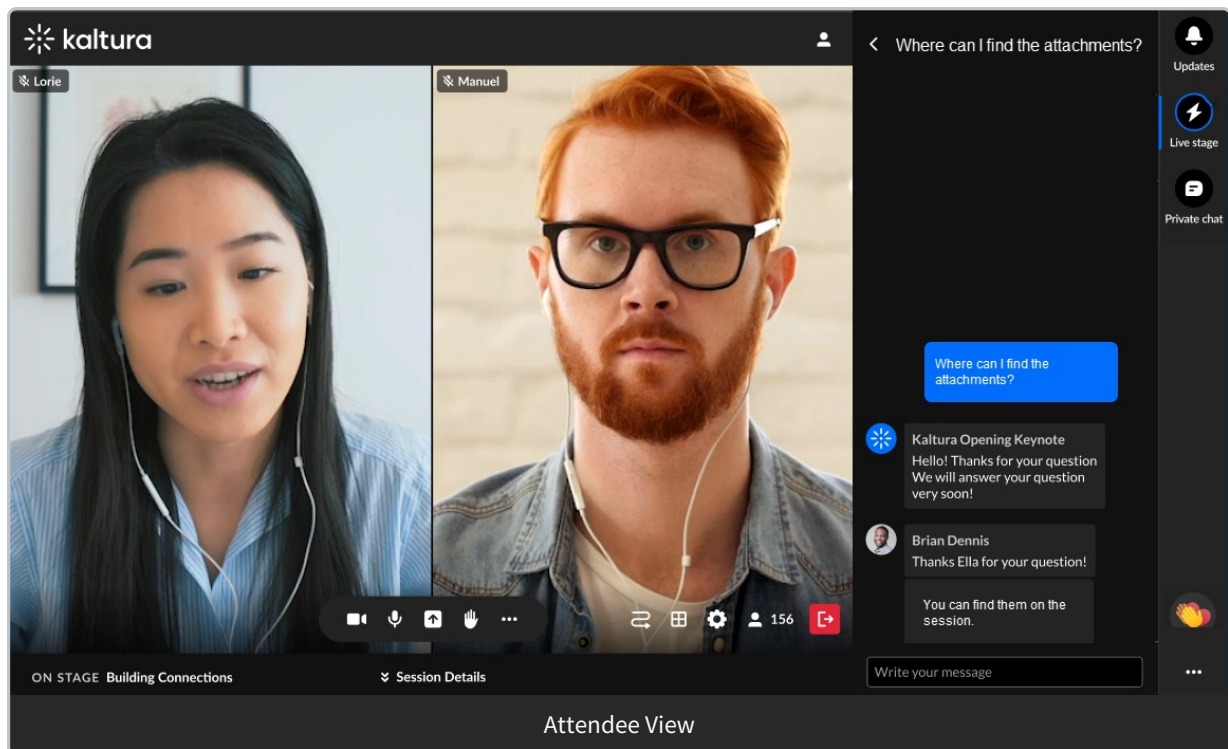 kaltura
Lorie
Manuel
Where can I find the attachments?
Where can I find the
attachments?
Kaltura Opening Keynote
Hello! Thanks for your question
We will answer your question
very soon!
Brian Dennis
Thanks Ella for your question!
You can find them on the
session.
Write your message
Updates
Live stage
Private chat
156
ON STAGE Building Connections
Session Details
Attendee View